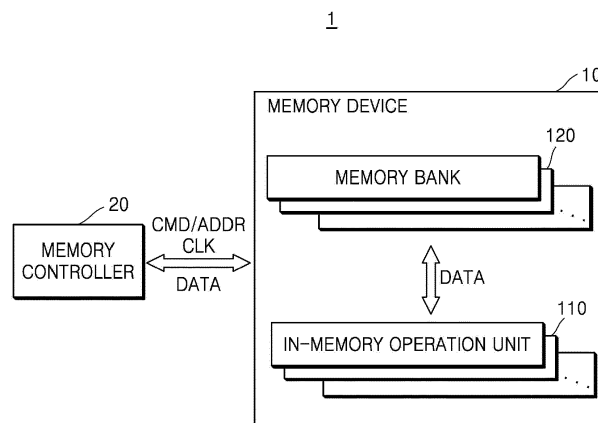 1
10
MEMORY DEVICE
120
MEMORY BANK
20
CMD/ADDR
CLK
MEMORY
CONTROLLER
DATA
DATA
110
IN-MEMORY OPERATION UNIT